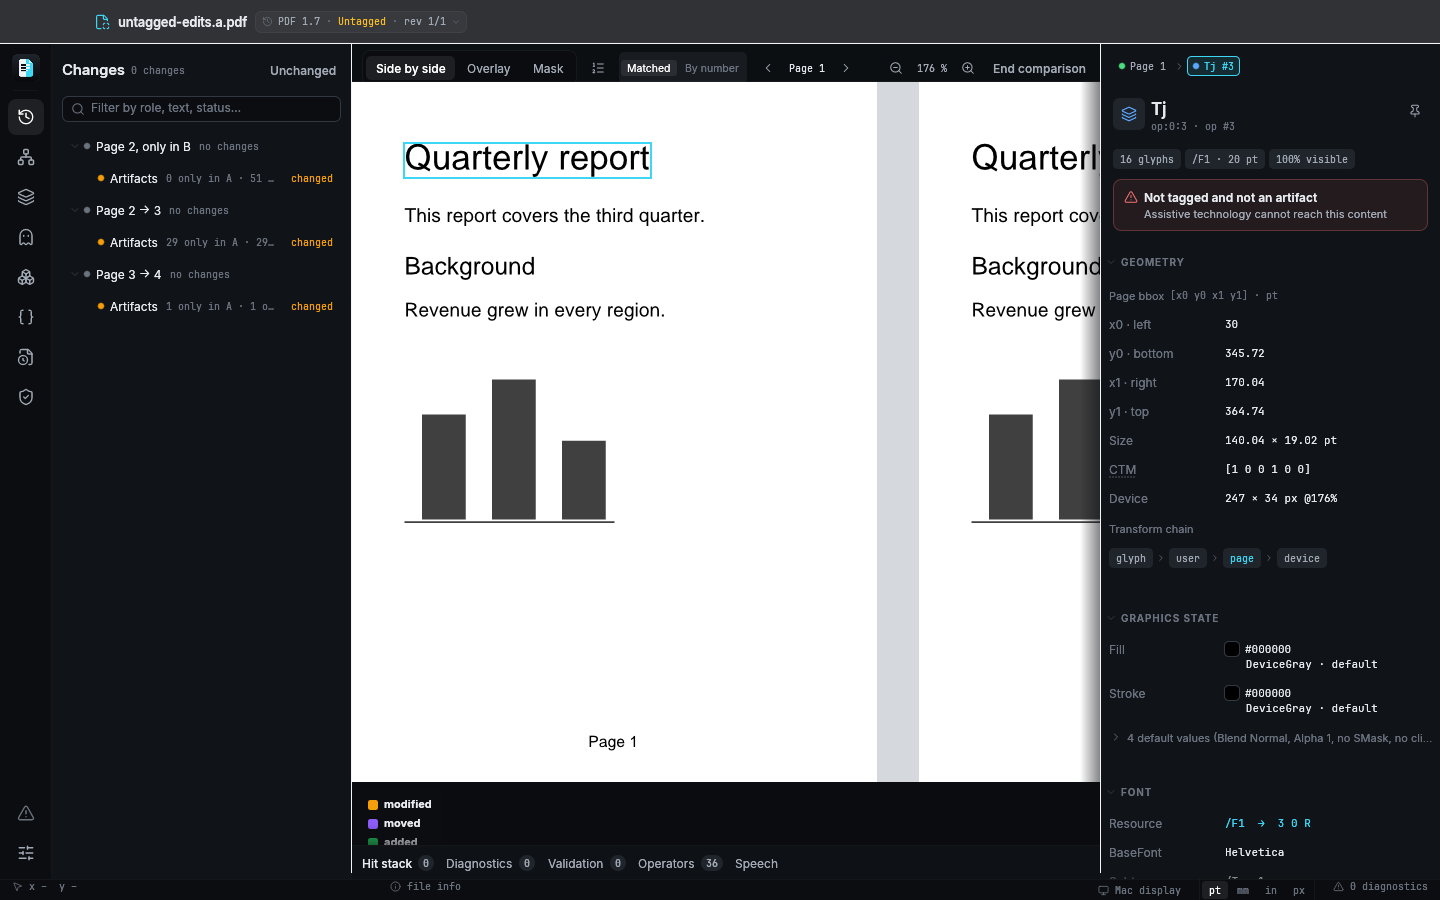 untagged-edits.a.pdf
PDF 1.7 · Untagged · rev 1/1
Changes 0 changes
Unchanged
Filter by role, text, status...
Page 2, only in B no changes
Artifacts 0 only in A · 51 … changed
Page 2 → 3 no changes
Artifacts 29 only in A · 29… changed
Page 3 → 4 no changes
Artifacts 1 only in A · 1 o… changed
Side by side
Overlay
Mask
Matched
By number
Page 1
176 %
End comparison
Quarterly report
This report covers the third quarter.
Background
Revenue grew in every region.
Page 1
Quarterl
This report cov
Background
Revenue grew
modified
moved
added
Hit stack 0
Diagnostics 0
Validation 0
Operators 36
Speech
Page 1
Tj #3
Tj
op:0:3 · op #3
16 glyphs
/F1 · 20 pt
100% visible
Not tagged and not an artifact
Assistive technology cannot reach this content
GEOMETRY
Page bbox [x0 y0 x1 y1] · pt
x0 · left 30
y0 · bottom 345.72
x1 · right 170.04
y1 · top 364.74
Size 140.04 × 19.02 pt
CTM [1 0 0 1 0 0]
Device 247 × 34 px @176%
Transform chain
glyph
user
page
device
GRAPHICS STATE
Fill #000000
DeviceGray · default
Stroke #000000
DeviceGray · default
4 default values (Blend Normal, Alpha 1, no SMask, no cli...
FONT
Resource /F1 → 3 0 R
BaseFont Helvetica
x – y –
file info
Mac display
pt
mm
in
px
0 diagnostics